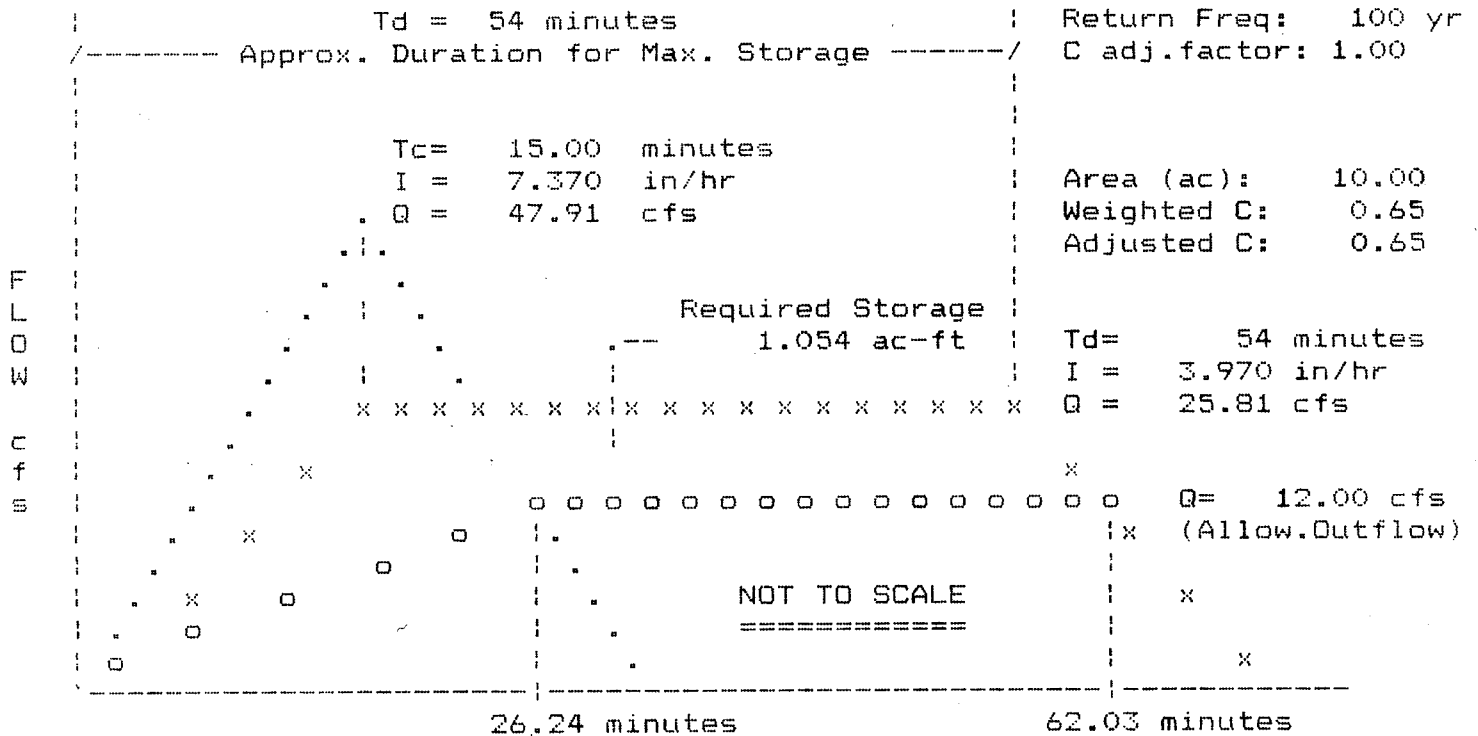 Td = 54 minutes
Return Freq: 100 yr
/------- Approx. Duration for Max. Storage ------/
C adj.factor: 1.00
Tc= 15.00 minutes
I = 7.370 in/hr
Q = 47.91 cfs
Area (ac): 10.00
Weighted C: 0.65
Adjusted C: 0.65
FLOW cfs
Required Storage
1.054 ac-ft
Td= 54 minutes
I = 3.970 in/hr
Q = 25.81 cfs
Q= 12.00 cfs
(Allow.Outflow)
NOT TO SCALE
============
26.24 minutes
62.03 minutes